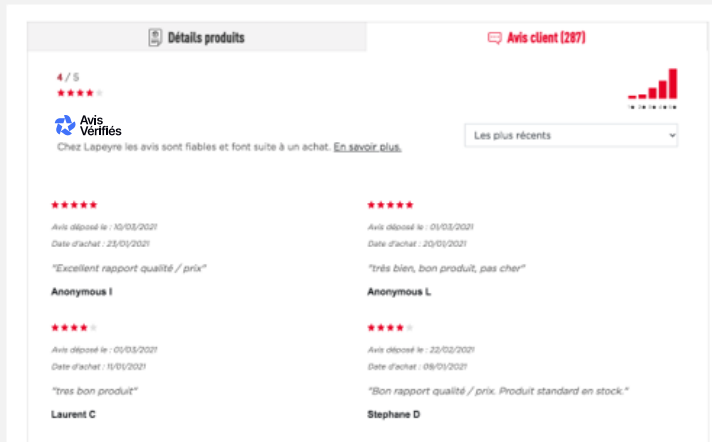 Détails produits
Avis client (287)
4 / 5
Avis
Vérifiés
Chez Lapeyre les avis sont fiables et font suite à un achat. En savoir plus.
Les plus récents
Avis déposé le : 10/03/2021
Date d'achat : 23/01/2021
"Excellent rapport qualité / prix"
Anonymous I
Avis déposé le : 01/03/2021
Date d'achat : 20/01/2021
"très bien, bon produit, pas cher"
Anonymous L
Avis déposé le : 01/03/2021
Date d'achat : 11/01/2021
"tres bon produit"
Laurent C
Avis déposé le : 22/02/2021
Date d'achat : 09/01/2021
"Bon rapport qualité / prix. Produit standard en stock."
Stephane D